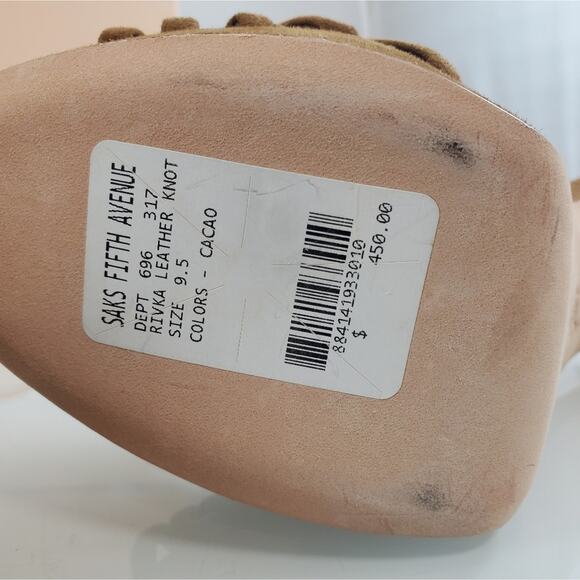 SAKS FIFTH AVENUE
DEPT 696 317
RIVKA LEATHER KNOT
SIZE 9.5
COLORS - CACAO
884141933010
$ 450.00